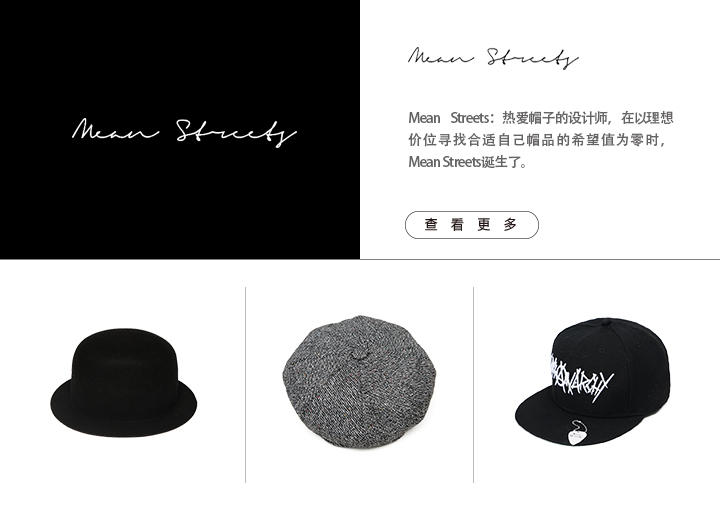 Mean Streets
Mean Streets
Mean Streets：热爱帽子的设计师，在以理想
价位寻找合适自己帽品的希望值为零时，
Mean Streets诞生了。
查看更多